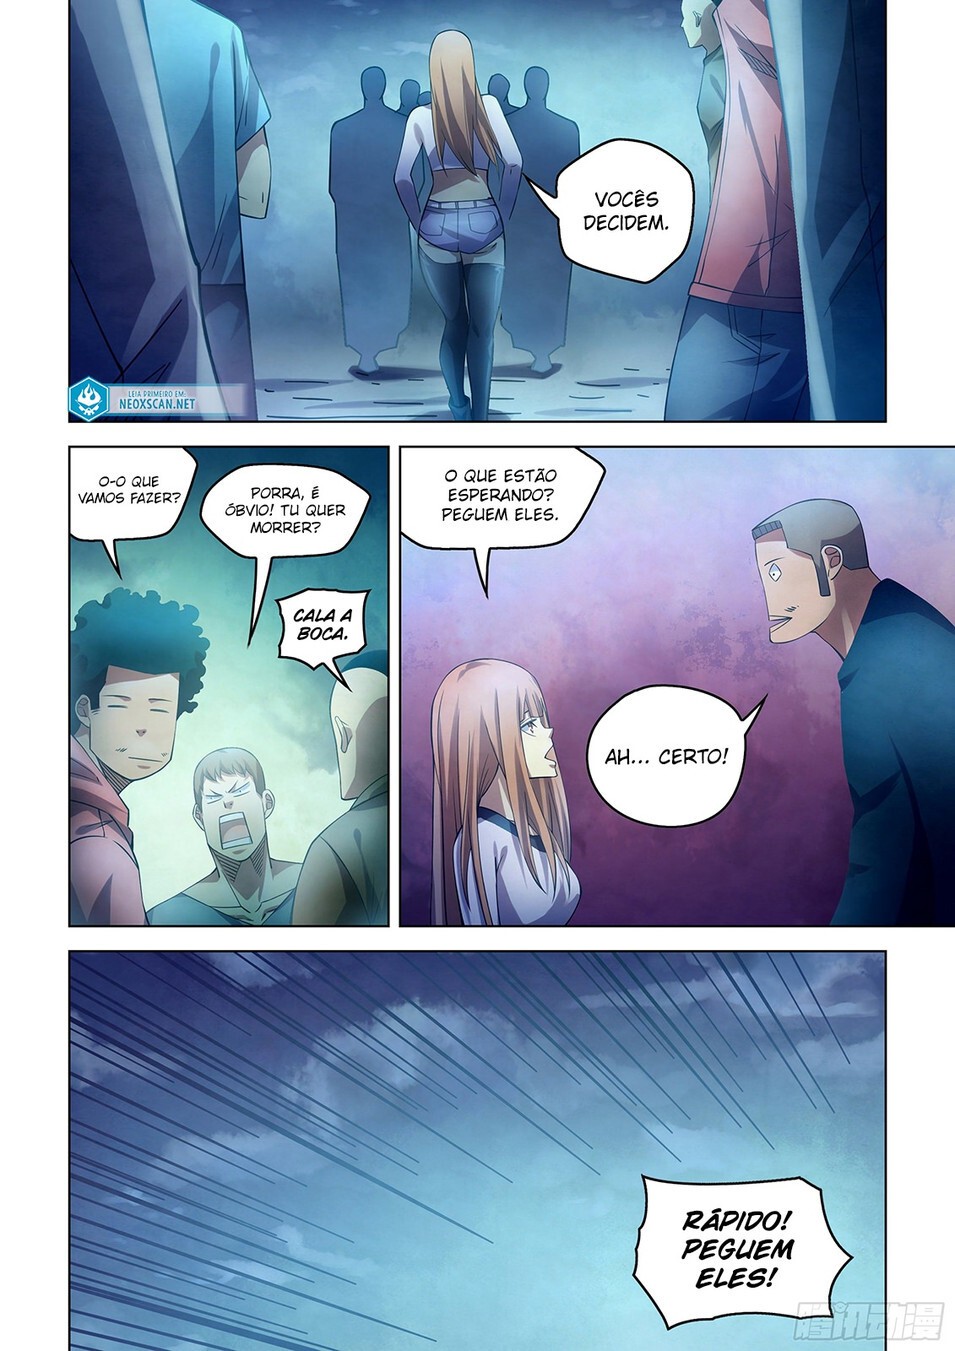 VOCÊS
DECIDEM.
LEIA PRIMEIRO EM:
NEOXSCAN.NET
O-O QUE
VAMOS FAZER?
PORRA, É
ÓBVIO! TU QUER
MORRER?
CALA A
BOCA.
O QUE ESTÃO
ESPERANDO?
PEGUEM ELES.
AH... CERTO!
RÁPIDO!
PEGUEM
ELES!
腾讯动漫